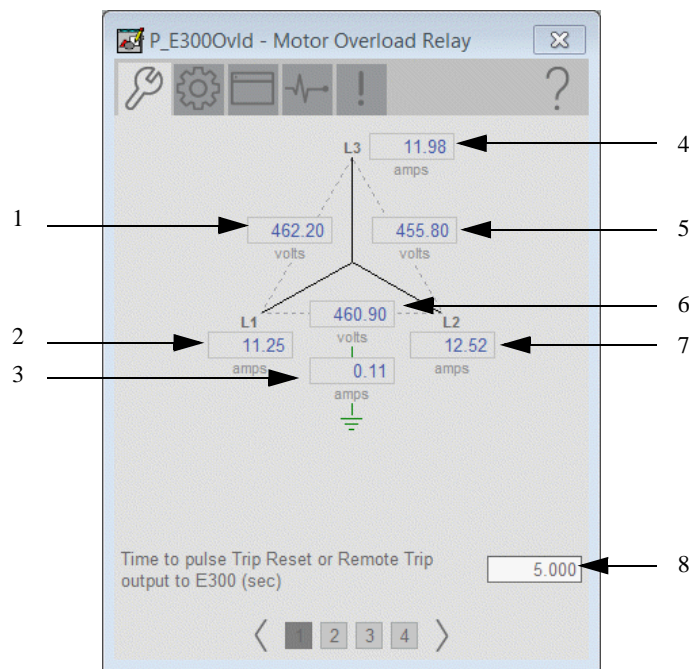 P_E300Ovld - Motor Overload Relay
?
L3 11.98 4
amps
1 462.20 455.80 5
volts volts
460.90 6
L1 L2
volts
2 11.25 12.52 7
amps amps
3 0.11
amps
Time to pulse Trip Reset or Remote Trip
output to E300 (sec)
5.000 8
1 2 3 4